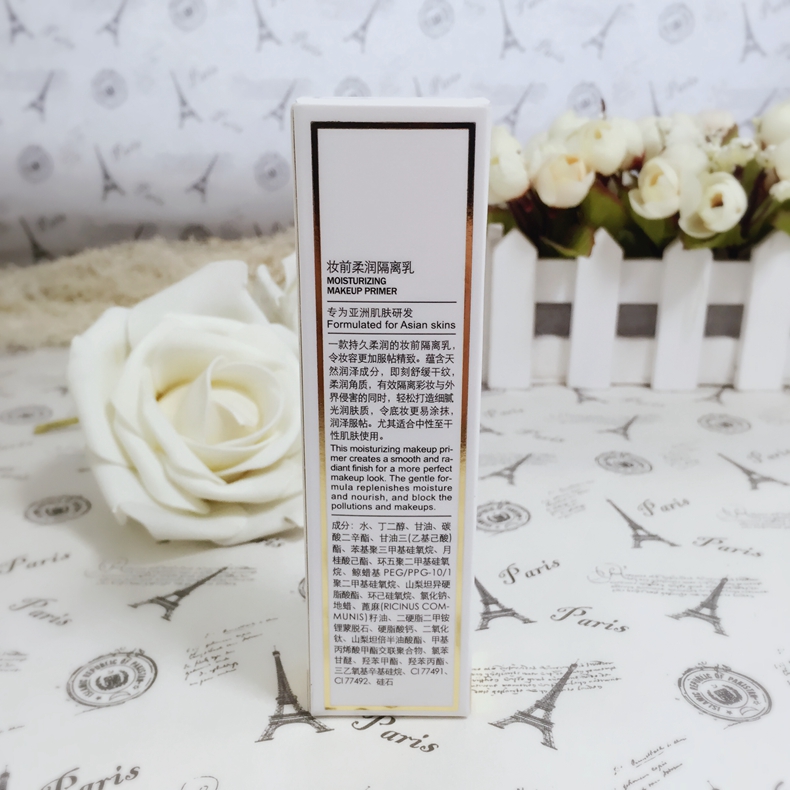 妆前柔润隔离乳
MOISTURIZING
MAKEUP PRIMER
专为亚洲肌肤研发
Formulated for Asian skins
一款持久柔润的妆前隔离乳，
令妆容更加服帖精致。蕴含天
然润泽成分，即刻舒缓干纹，
柔润角质，有效隔离彩妆与外
界侵害的同时，轻松打造细腻
光润肤质，令底妆更易涂抹，
润泽服帖。尤其适合中性至干
性肌肤使用。
This moisturizing makeup pri-
mer creates a smooth and ra-
diant finish for a more perfect
makeup look. The gentle for-
mula replenishes moisture
and nourish, and block the
pollutions and makeups.
成分：水、丁二醇、甘油、碳
酸二辛酯、甘油三(乙基己酸)
酯、苯基聚三甲基硅氧烷、月
桂酸己酯、环五聚二甲基硅氧
烷、鲸蜡基 PEG/PPG-10/1
聚二甲基硅氧烷、山梨坦异硬
脂酸酯、环己硅氧烷、氯化钠、
地蜡、蓖麻(RICINUS COM-
MUNIS)籽油、二硬脂二甲铵
锂蒙脱石、硬脂酸钙、二氧化
钛、山梨坦倍半油酸酯、甲基
丙烯酸甲酯交联聚合物、氯苯
甘醚、羟苯甲酯、羟苯丙酯、
三乙氧基辛基硅烷、CI 77491、
CI 77492、硅石
Paris
Paris
Paris
Paris
Paris
Paris